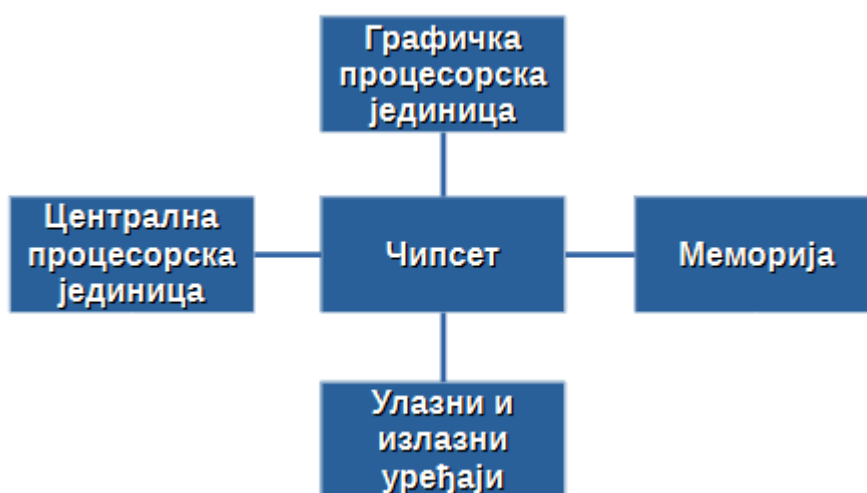 Графичка
процесорска
јединица
Централна
процесорска
јединица
Чипсет
Меморија
Улазни и
излазни
уређаји